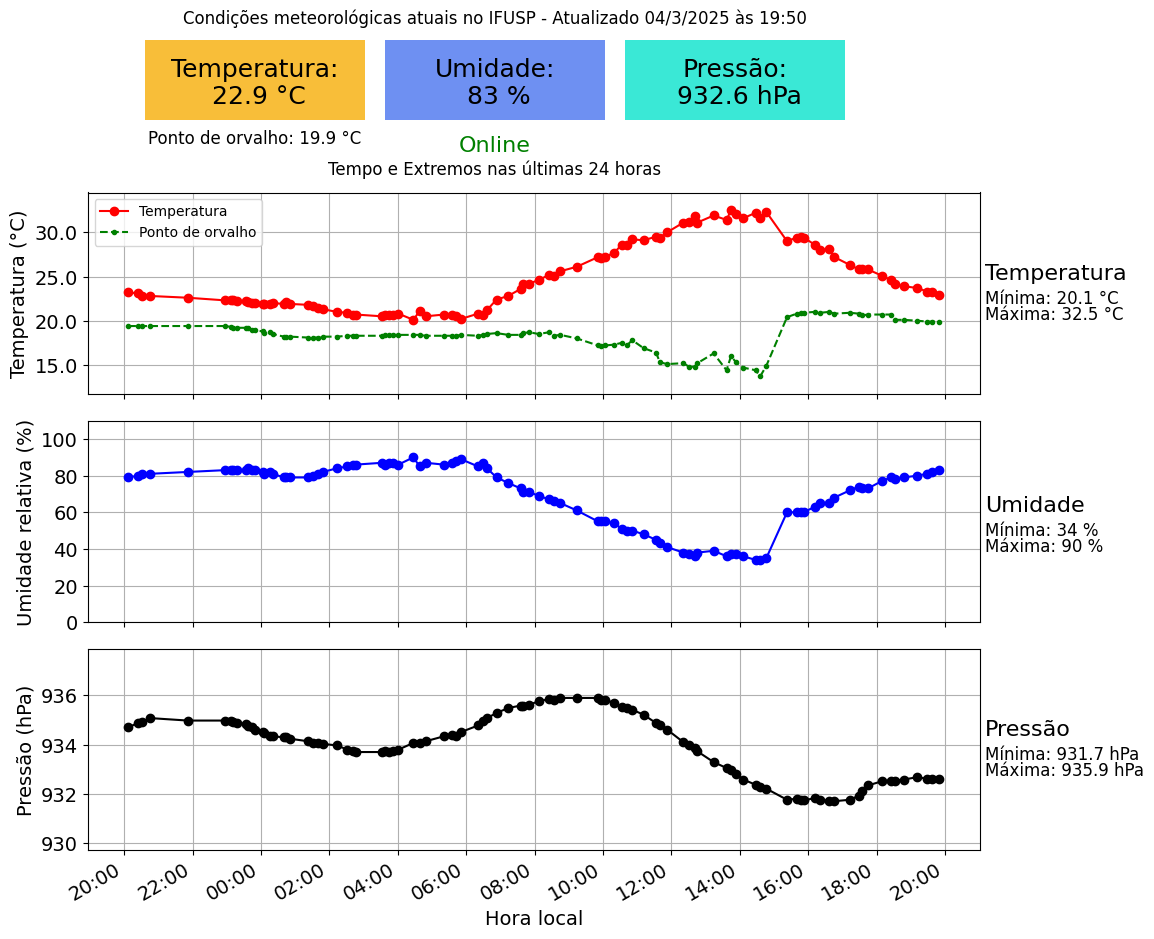 Condições meteorológicas atuais no IFUSP - Atualizado 04/3/2025 às 19:50
Temperatura:
22.9 °C
Umidade:
83 %
Pressão:
932.6 hPa
Ponto de orvalho: 19.9 °C
Online
Tempo e Extremos nas últimas 24 horas
Temperatura (°C)
30.0
25.0
20.0
15.0
Temperatura
Ponto de orvalho
Temperatura
Mínima: 20.1 °C
Máxima: 32.5 °C
Umidade relativa (%)
100
80
60
40
20
0
Umidade
Mínima: 34 %
Máxima: 90 %
Pressão (hPa)
936
934
932
930
Pressão
Mínima: 931.7 hPa
Máxima: 935.9 hPa
20:00 22:00 00:00 02:00 04:00 06:00 08:00 10:00 12:00 14:00 16:00 18:00 20:00
Hora local